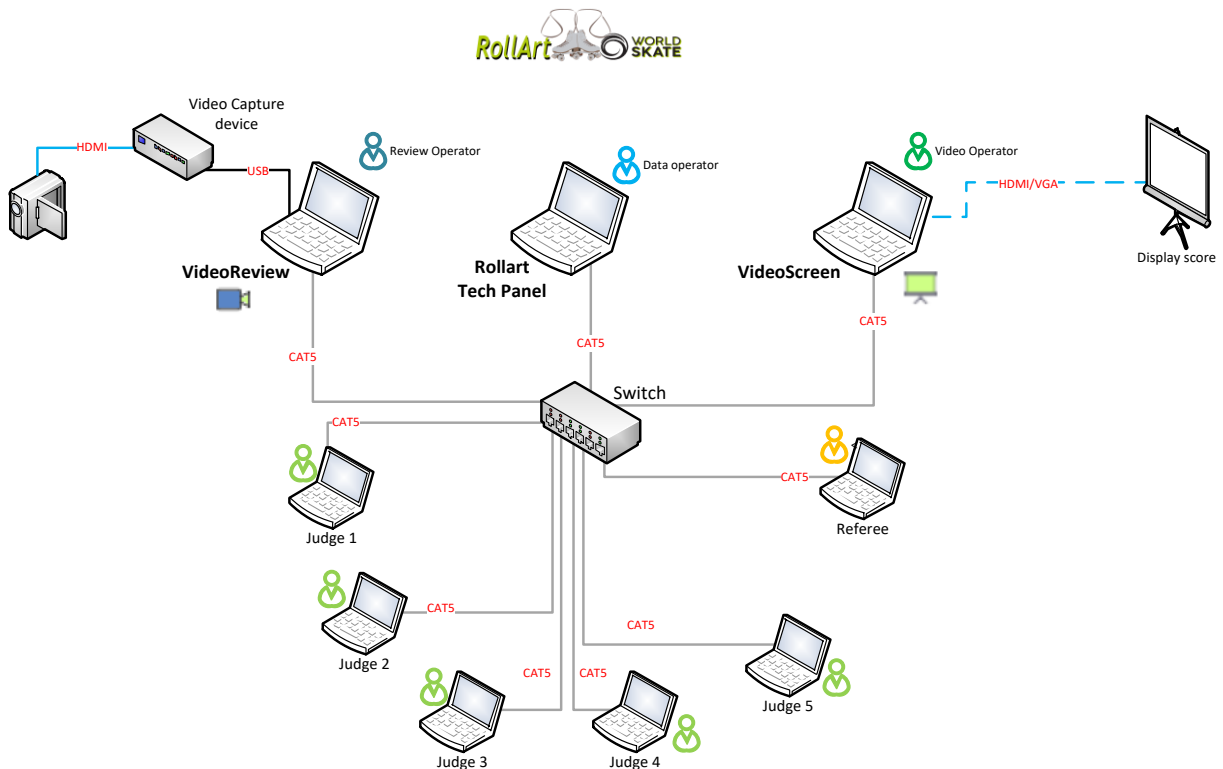 RollArt WORLD
SKATE
Video Capture
device
HDMI
USB
Review Operator
Data operator
Video Operator
HDMI/VGA
VideoReview
Rollart
Tech Panel
VideoScreen
Display score
CAT5
CAT5
CAT5
Switch
CAT5
Judge 1
CAT5
Referee
CAT5
Judge 2
CAT5
Judge 5
CAT5
Judge 3
CAT5
Judge 4